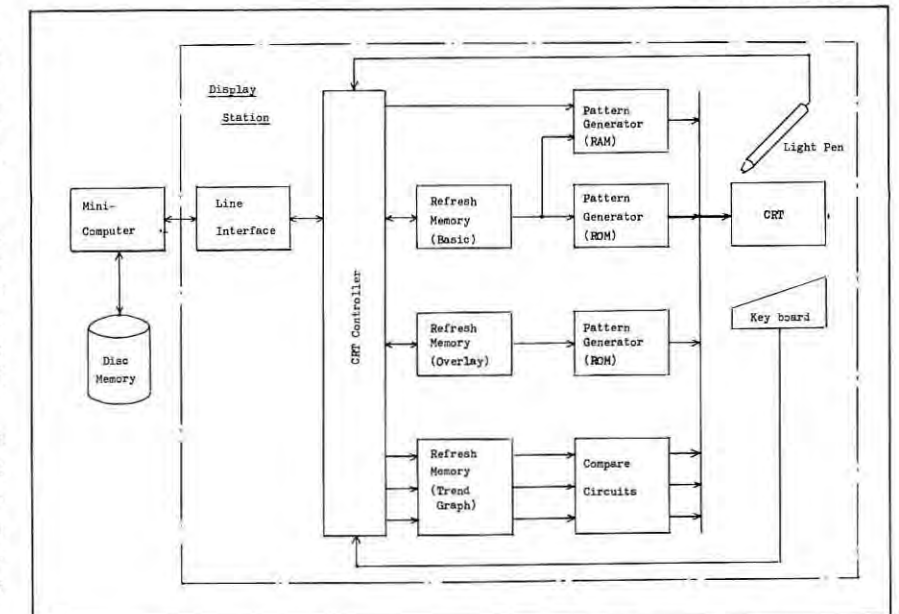 Display
Station
Mini-
Computer
Disc
Memory
Line
Interface
CRT Controller
Refresh
Memory
(Basic)
Refresh
Memory
(Overlay)
Refresh
Memory
(Trend
Graph)
Pattern
Generator
(RAM)
Pattern
Generator
(ROM)
Pattern
Generator
(ROM)
Compare
Circuits
Light Pen
CRT
Key board